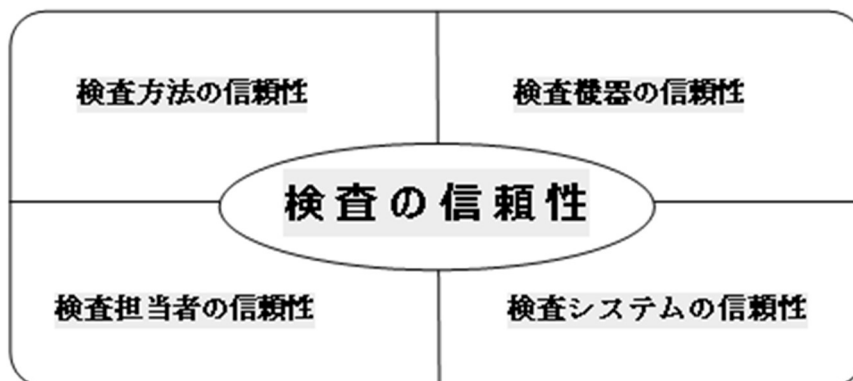 検査方法の信頼性
検査機器の信頼性
検査の信頼性
検査担当者の信頼性
検査システムの信頼性